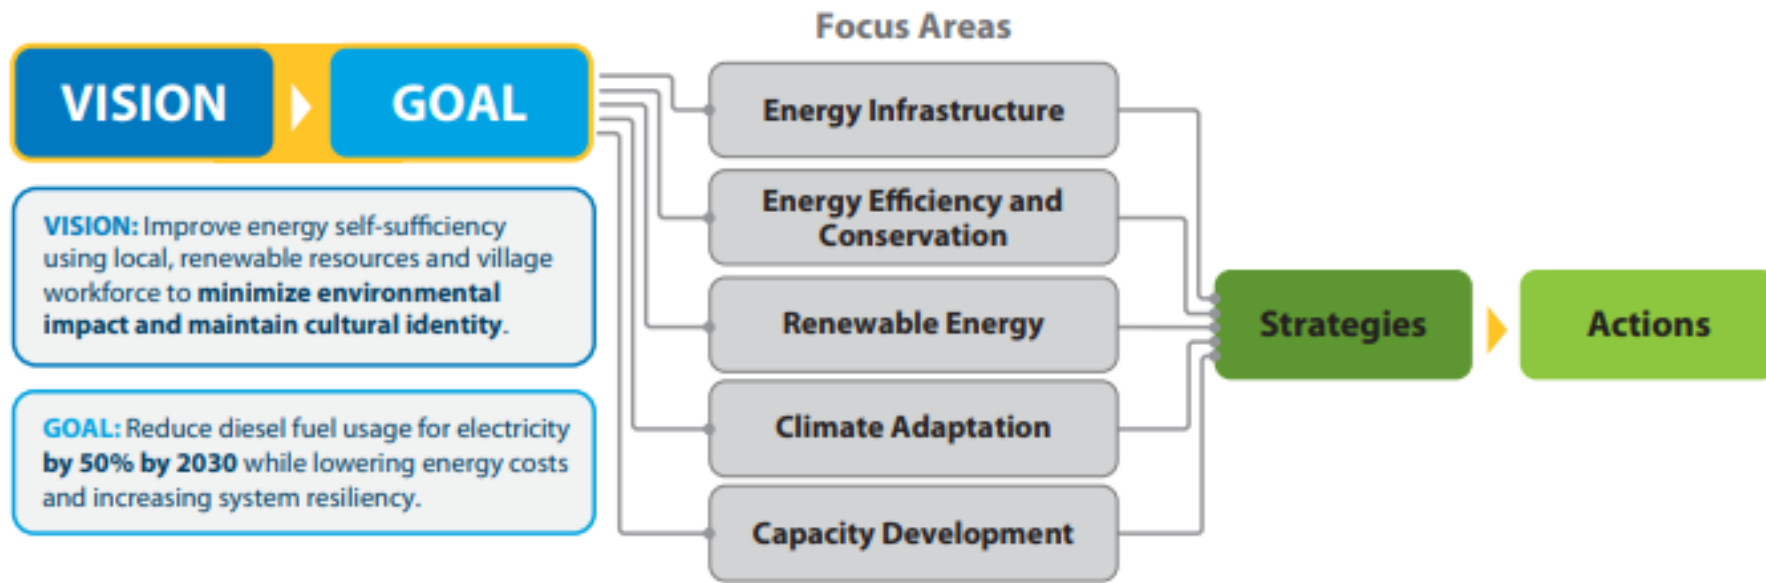 Focus Areas
VISION
GOAL
VISION: Improve energy self-sufficiency
using local, renewable resources and village
workforce to minimize environmental
impact and maintain cultural identity.
GOAL: Reduce diesel fuel usage for electricity
by 50% by 2030 while lowering energy costs
and increasing system resiliency.
Energy Infrastructure
Energy Efficiency and
Conservation
Renewable Energy
Climate Adaptation
Capacity Development
Strategies
Actions